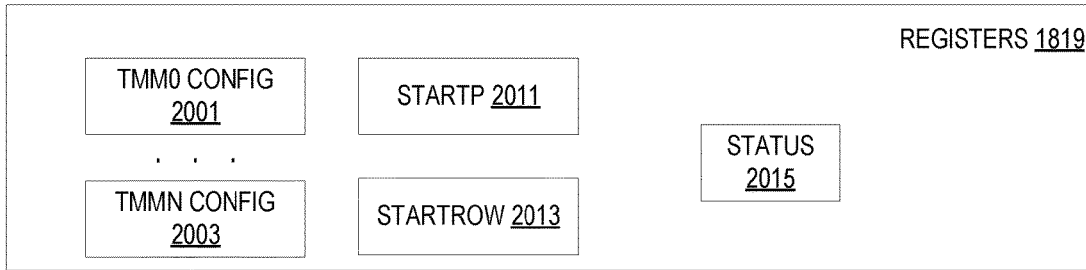 REGISTERS 1819
TMM0 CONFIG
2001
STARTP 2011
STATUS
2015
. . .
TMMN CONFIG
2003
STARTROW 2013